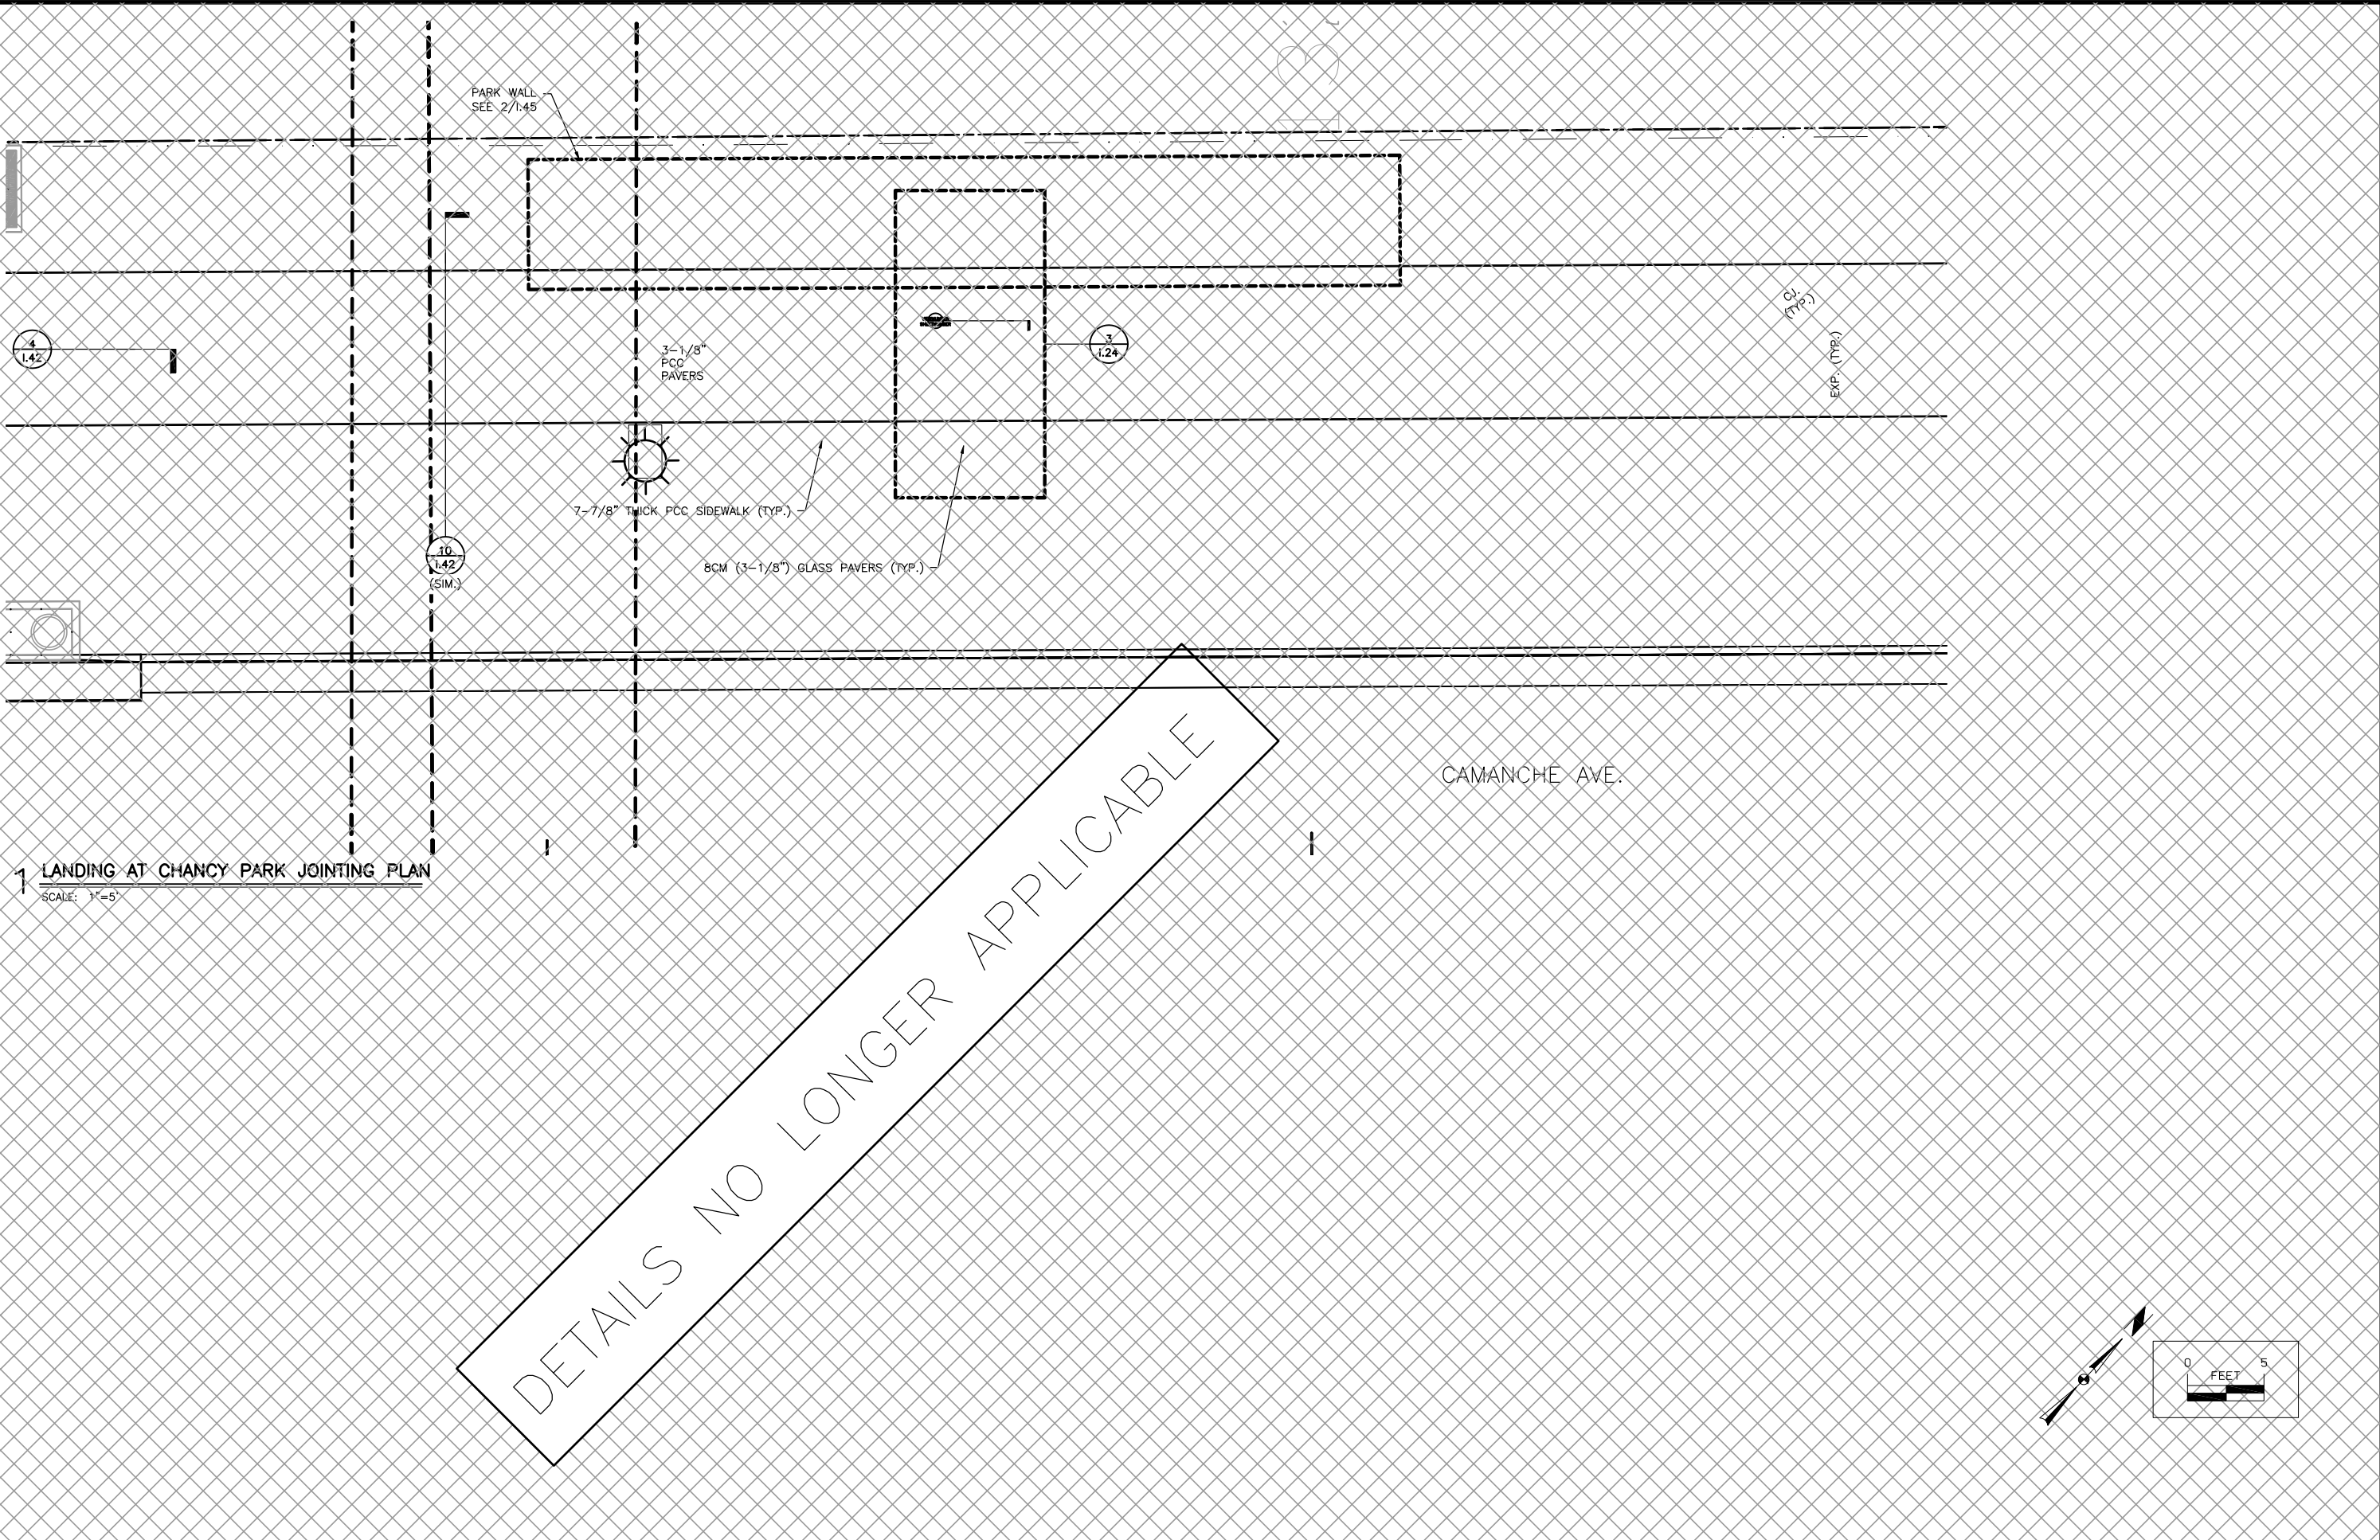 PARK WALL
SEE 2/I.45
4
I.42
3-1/8"
PCC
PAVERS
3
I.24
CJ.
(TYP.)
EXP. (TYP.)
7-7/8" THICK PCC SIDEWALK (TYP.)
10
I.42
(SIM.)
8CM (3-1/8") GLASS PAVERS (TYP.)
CAMANCHE AVE.
1 LANDING AT CHANCY PARK JOINTING PLAN
SCALE: 1"=5'
DETAILS NO LONGER APPLICABLE
0 5
FEET